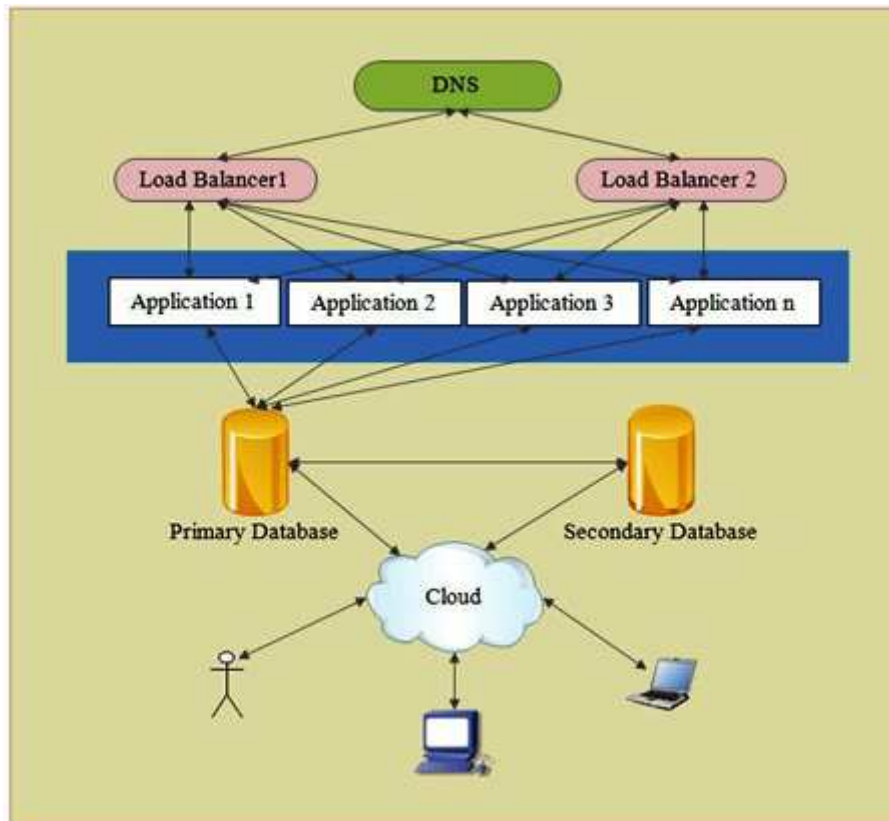 DNS
Load Balancer1
Load Balancer 2
Application 1
Application 2
Application 3
Application n
Primary Database
Secondary Database
Cloud